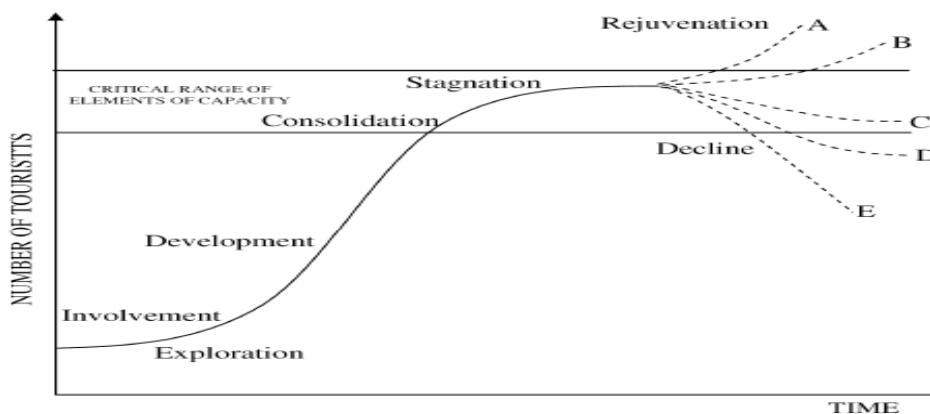 Rejuvenation
A
B
CRITICAL RANGE OF
ELEMENTS OF CAPACITY
Stagnation
Consolidation
C
Decline
D
E
NUMBER OF TOURISTTS
Development
Involvement
Exploration
TIME